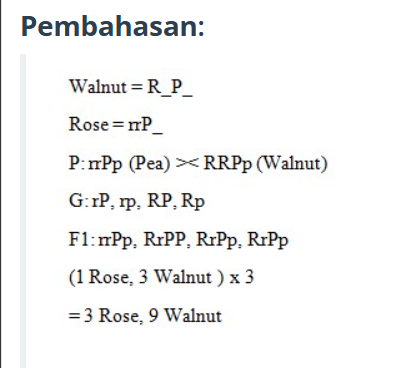 Pembahasan:
Walnut = R_P_
Rose = rrP_
P: rrPp (Pea) >< RRPp (Walnut)
G: rP, rp, RP, Rp
F1: rrPp, RrPP, RrPp, RrPp
(1 Rose, 3 Walnut ) x 3
= 3 Rose, 9 Walnut